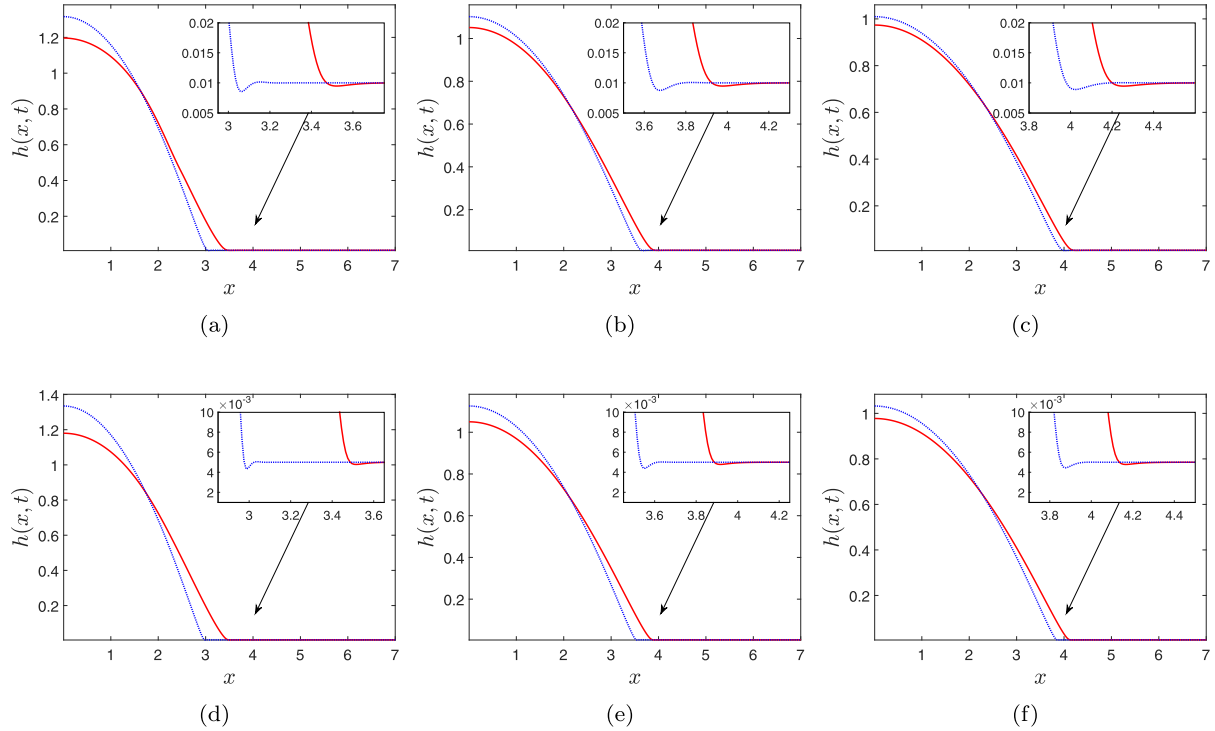 0.02
0.015
0.01
0.005
3 3.2 3.4 3.6
1.2
1
0.8
0.6
0.4
0.2
h(x, t)
1 2 3 4 5 6 7
x
(a)
0.02
0.015
0.01
0.005
3.6 3.8 4 4.2
1
0.8
0.6
0.4
0.2
h(x, t)
1 2 3 4 5 6 7
x
(b)
0.02
0.015
0.01
0.005
3.8 4 4.2 4.4
1
0.8
0.6
0.4
0.2
h(x, t)
1 2 3 4 5 6 7
x
(c)
×10⁻³
10
8
6
4
2
3 3.2 3.4 3.6
1.4
1.2
1
0.8
0.6
0.4
0.2
h(x, t)
1 2 3 4 5 6 7
x
(d)
×10⁻³
10
8
6
4
2
3.6 3.8 4 4.2
1
0.8
0.6
0.4
0.2
h(x, t)
1 2 3 4 5 6 7
x
(e)
×10⁻³
10
8
6
4
2
3.8 4 4.2 4.4
1
0.8
0.6
0.4
0.2
h(x, t)
1 2 3 4 5 6 7
x
(f)